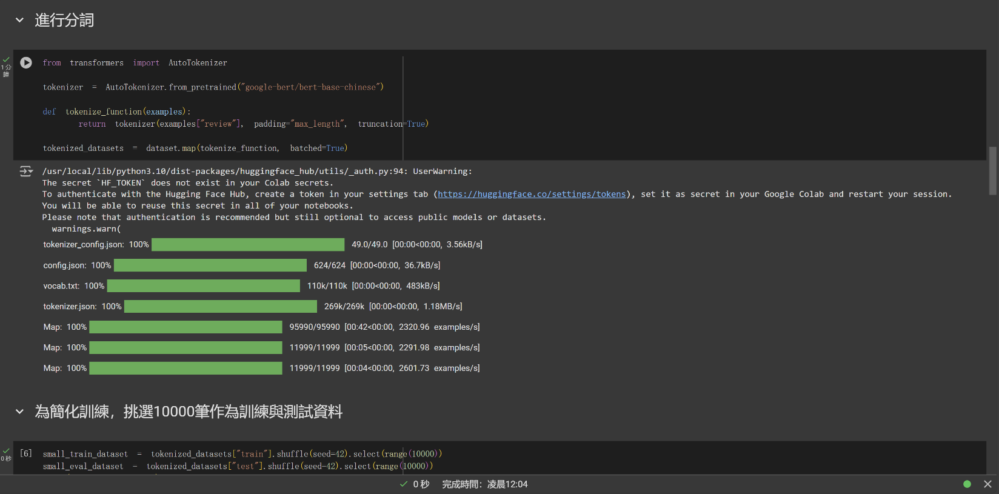 進行分詞
1 分
鐘
from transformers import AutoTokenizer
tokenizer = AutoTokenizer.from_pretrained("google-bert/bert-base-chinese")
def tokenize_function(examples):
return tokenizer(examples["review"], padding="max_length", truncation=True)
tokenized_datasets = dataset.map(tokenize_function, batched=True)
/usr/local/lib/python3.10/dist-packages/huggingface_hub/utils/_auth.py:94: UserWarning:
The secret `HF_TOKEN` does not exist in your Colab secrets.
To authenticate with the Hugging Face Hub, create a token in your settings tab (https://huggingface.co/settings/tokens), set it as secret in your Google Colab and restart your session.
You will be able to reuse this secret in all of your notebooks.
Please note that authentication is recommended but still optional to access public models or datasets.
warnings.warn(
tokenizer_config.json: 100% 49.0/49.0 [00:00<00:00, 3.56kB/s]
config.json: 100% 624/624 [00:00<00:00, 36.7kB/s]
vocab.txt: 100% 110k/110k [00:00<00:00, 483kB/s]
tokenizer.json: 100% 269k/269k [00:00<00:00, 1.18MB/s]
Map: 100% 95990/95990 [00:42<00:00, 2320.96 examples/s]
Map: 100% 11999/11999 [00:05<00:00, 2291.98 examples/s]
Map: 100% 11999/11999 [00:04<00:00, 2601.73 examples/s]
為簡化訓練，挑選10000筆作為訓練與測試資料
0 秒
[6] small_train_dataset = tokenized_datasets["train"].shuffle(seed=42).select(range(10000))
small_eval_dataset = tokenized_datasets["test"].shuffle(seed=42).select(range(10000))
0 秒 完成時間：凌晨12:04